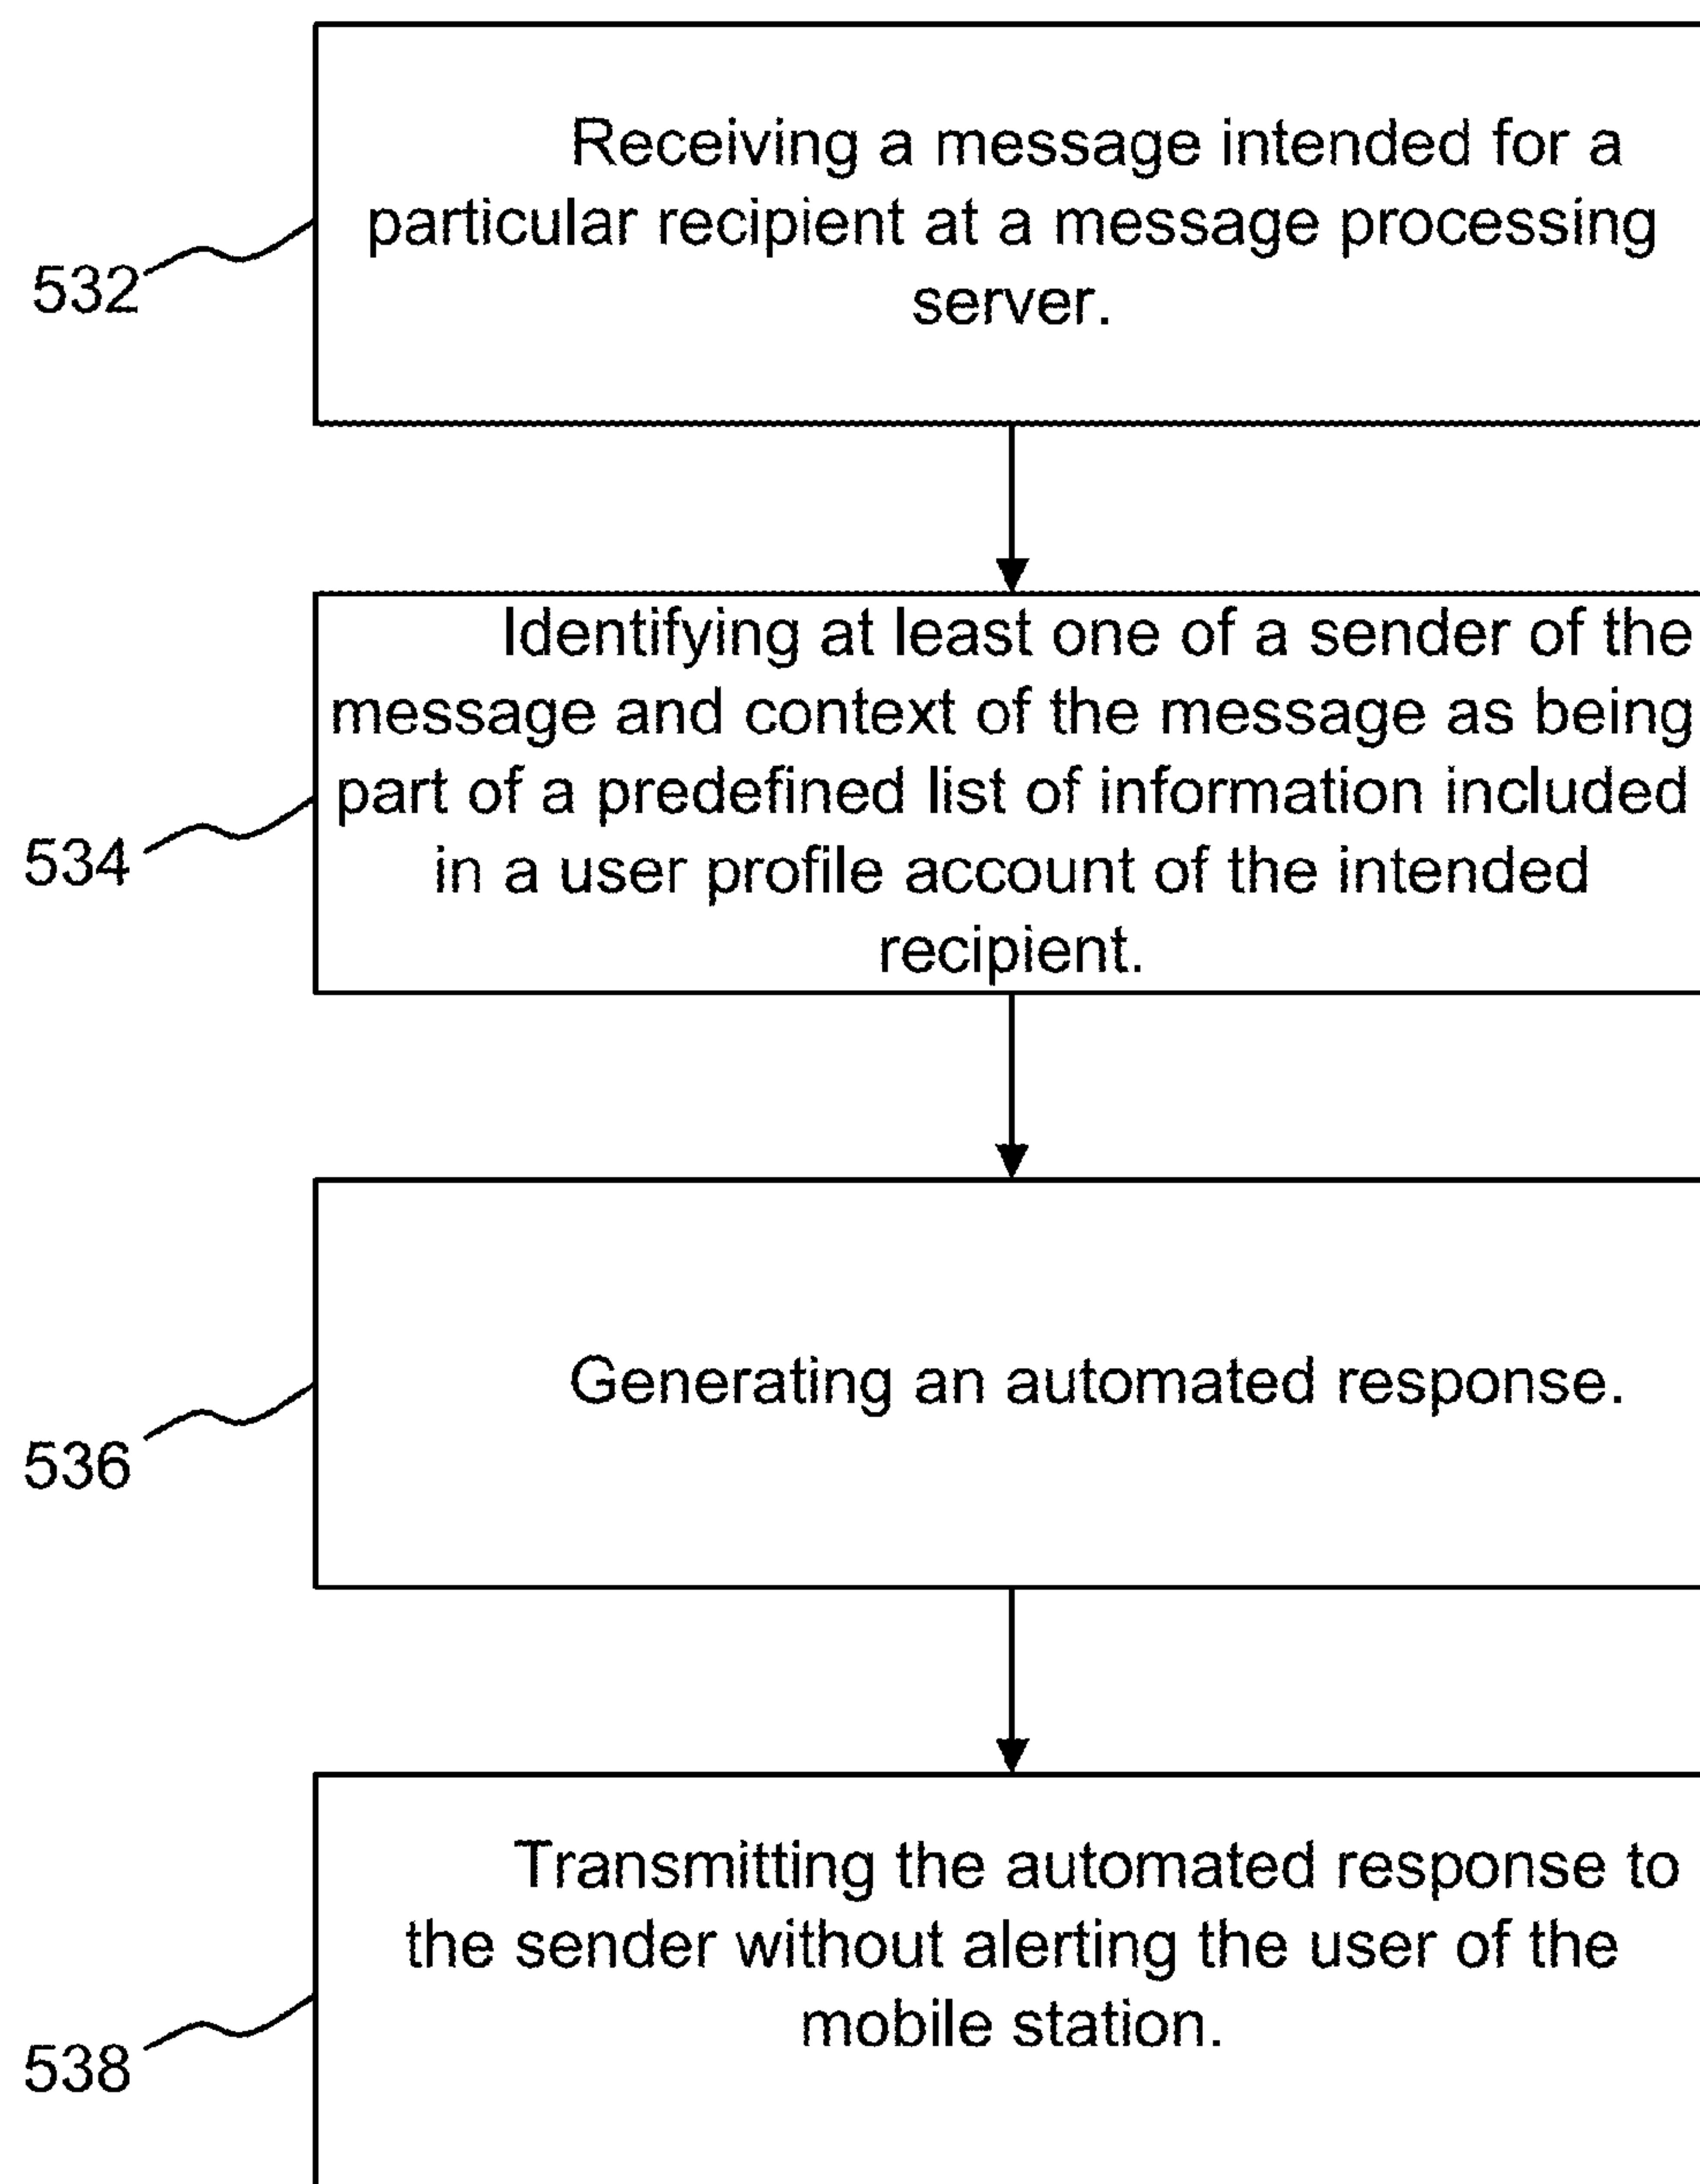 Receiving a message intended for a
particular recipient at a message processing
server.
532
Identifying at least one of a sender of the
message and context of the message as being
part of a predefined list of information included
in a user profile account of the intended
recipient.
534
Generating an automated response.
536
Transmitting the automated response to
the sender without alerting the user of the
mobile station.
538